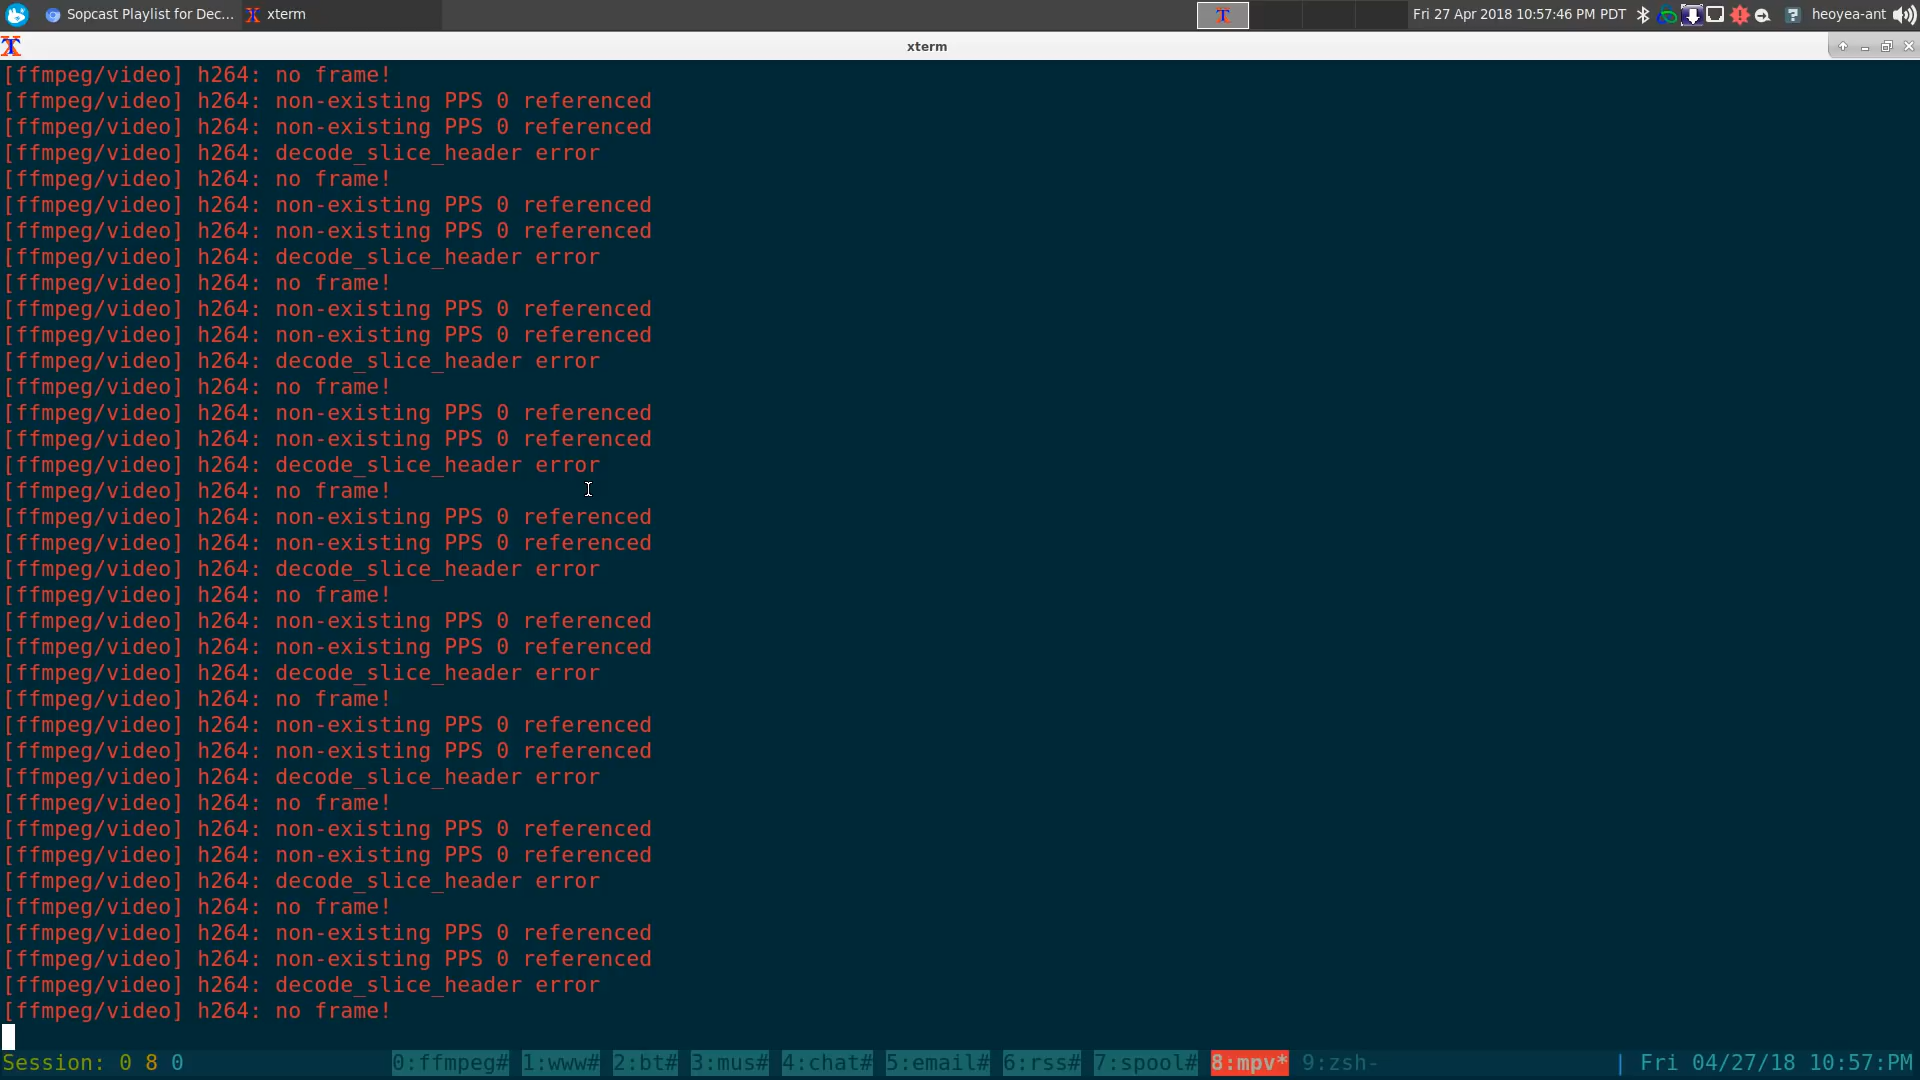 Sopcast Playlist for Dec... xterm Fri 27 Apr 2018 10:57:46 PM PDT heoyea-ant
xterm
[ffmpeg/video] h264: no frame!
[ffmpeg/video] h264: non-existing PPS 0 referenced
[ffmpeg/video] h264: non-existing PPS 0 referenced
[ffmpeg/video] h264: decode_slice_header error
[ffmpeg/video] h264: no frame!
[ffmpeg/video] h264: non-existing PPS 0 referenced
[ffmpeg/video] h264: non-existing PPS 0 referenced
[ffmpeg/video] h264: decode_slice_header error
[ffmpeg/video] h264: no frame!
[ffmpeg/video] h264: non-existing PPS 0 referenced
[ffmpeg/video] h264: non-existing PPS 0 referenced
[ffmpeg/video] h264: decode_slice_header error
[ffmpeg/video] h264: no frame!
[ffmpeg/video] h264: non-existing PPS 0 referenced
[ffmpeg/video] h264: non-existing PPS 0 referenced
[ffmpeg/video] h264: decode_slice_header error
[ffmpeg/video] h264: no frame!
[ffmpeg/video] h264: non-existing PPS 0 referenced
[ffmpeg/video] h264: non-existing PPS 0 referenced
[ffmpeg/video] h264: decode_slice_header error
[ffmpeg/video] h264: no frame!
[ffmpeg/video] h264: non-existing PPS 0 referenced
[ffmpeg/video] h264: non-existing PPS 0 referenced
[ffmpeg/video] h264: decode_slice_header error
[ffmpeg/video] h264: no frame!
[ffmpeg/video] h264: non-existing PPS 0 referenced
[ffmpeg/video] h264: non-existing PPS 0 referenced
[ffmpeg/video] h264: decode_slice_header error
[ffmpeg/video] h264: no frame!
[ffmpeg/video] h264: non-existing PPS 0 referenced
[ffmpeg/video] h264: non-existing PPS 0 referenced
[ffmpeg/video] h264: decode_slice_header error
[ffmpeg/video] h264: no frame!
[ffmpeg/video] h264: non-existing PPS 0 referenced
[ffmpeg/video] h264: non-existing PPS 0 referenced
[ffmpeg/video] h264: decode_slice_header error
[ffmpeg/video] h264: no frame!
Session: 0 8 0 0:ffmpeg# 1:www# 2:bt# 3:mus# 4:chat# 5:email# 6:rss# 7:spool# 8:mpv* 9:zsh- | Fri 04/27/18 10:57:PM